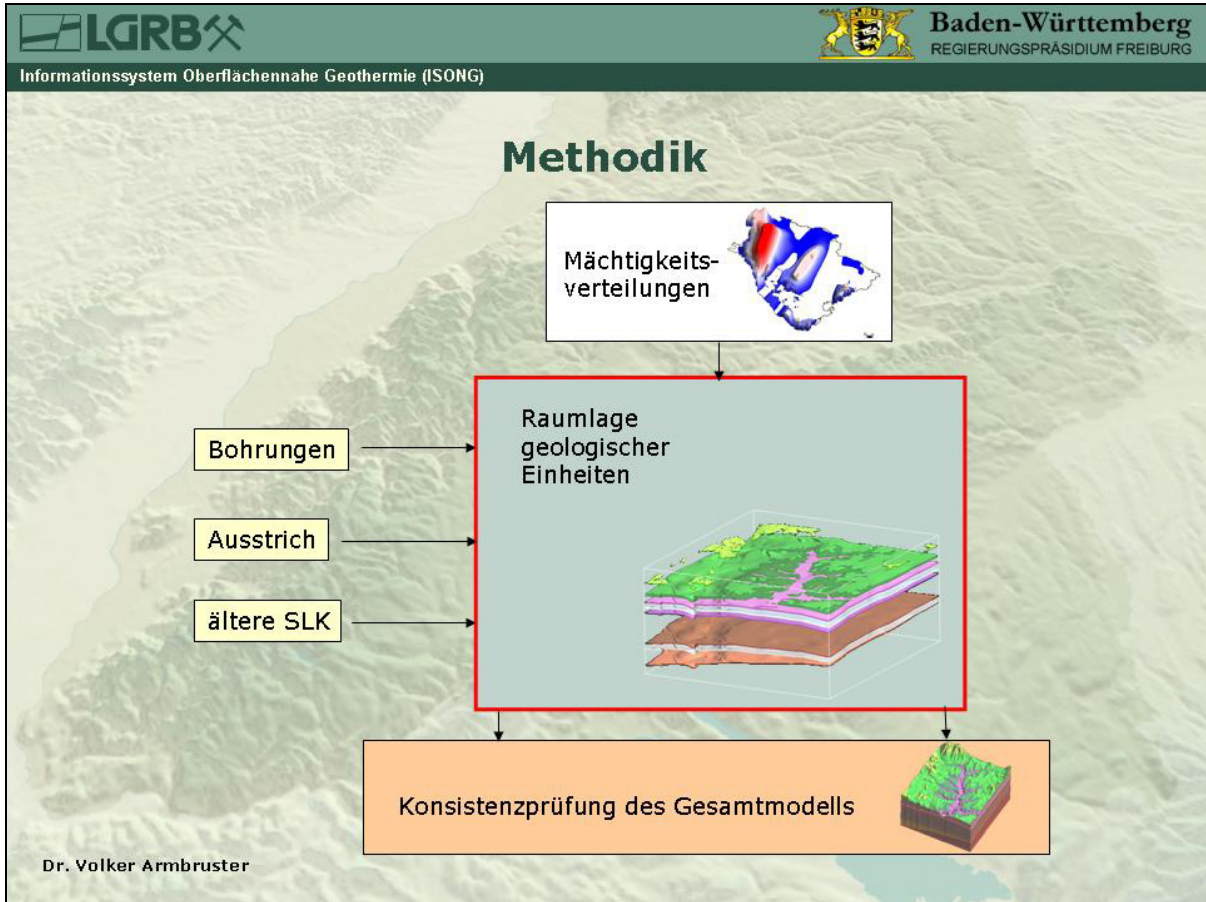 LGRB
Baden-Württemberg
REGIERUNGSPRÄSIDIUM FREIBURG
Informationssystem Oberflächennahe Geothermie (ISONG)
Methodik
Mächtigkeits-
verteilungen
Raumlage
geologischer
Einheiten
Bohrungen
Ausstrich
ältere SLK
Konsistenzprüfung des Gesamtmodells
Dr. Volker Armbruster